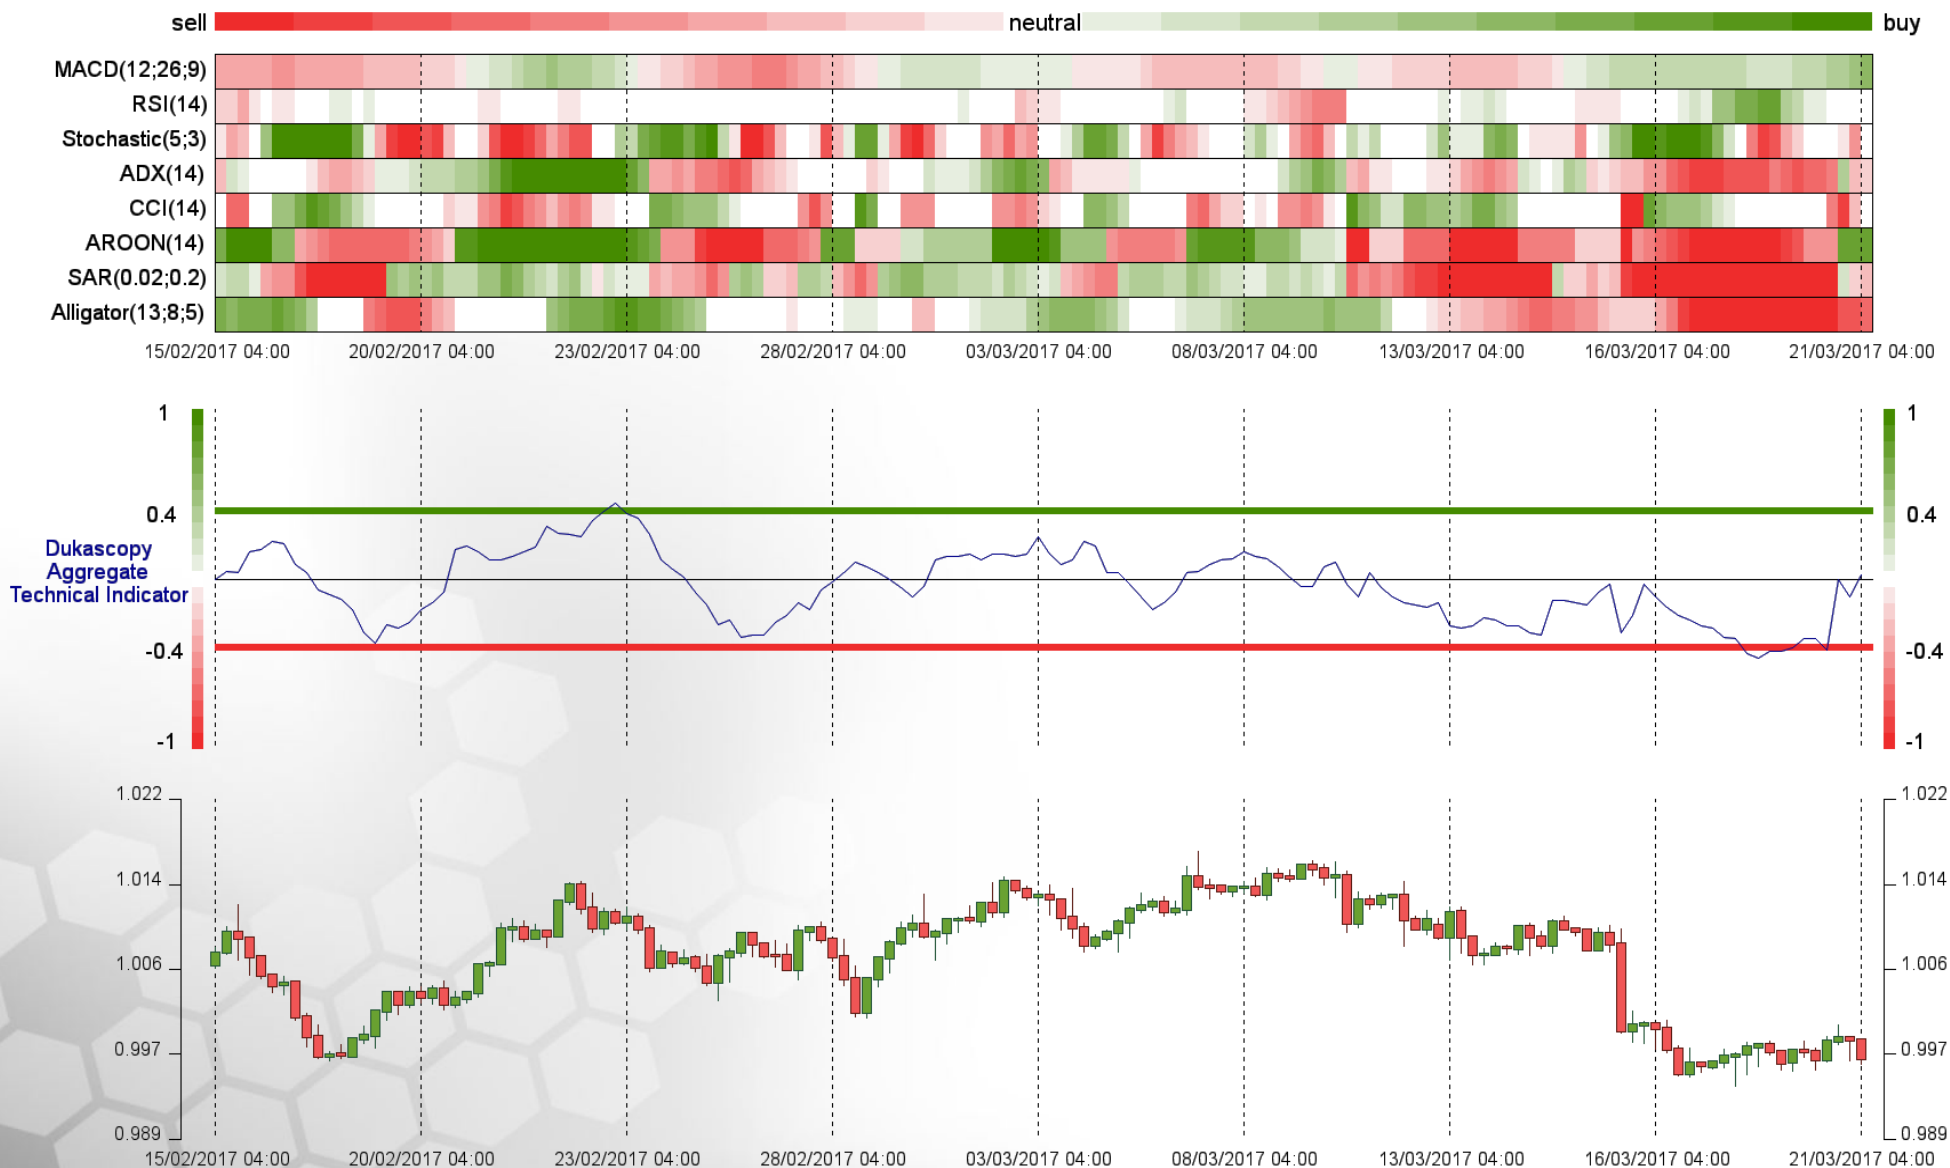 sell neutral buy
MACD(12;26;9)
RSI(14)
Stochastic(5;3)
ADX(14)
CCI(14)
AROON(14)
SAR(0.02;0.2)
Alligator(13;8;5)
15/02/2017 04:00 20/02/2017 04:00 23/02/2017 04:00 28/02/2017 04:00 03/03/2017 04:00 08/03/2017 04:00 13/03/2017 04:00 16/03/2017 04:00 21/03/2017 04:00
1 1
0.4 0.4
Dukascopy
Aggregate
Technical Indicator
-0.4 -0.4
-1 -1
1.022 1.022
1.014 1.014
1.006 1.006
0.997 0.997
0.989 0.989
15/02/2017 04:00 20/02/2017 04:00 23/02/2017 04:00 28/02/2017 04:00 03/03/2017 04:00 08/03/2017 04:00 13/03/2017 04:00 16/03/2017 04:00 21/03/2017 04:00